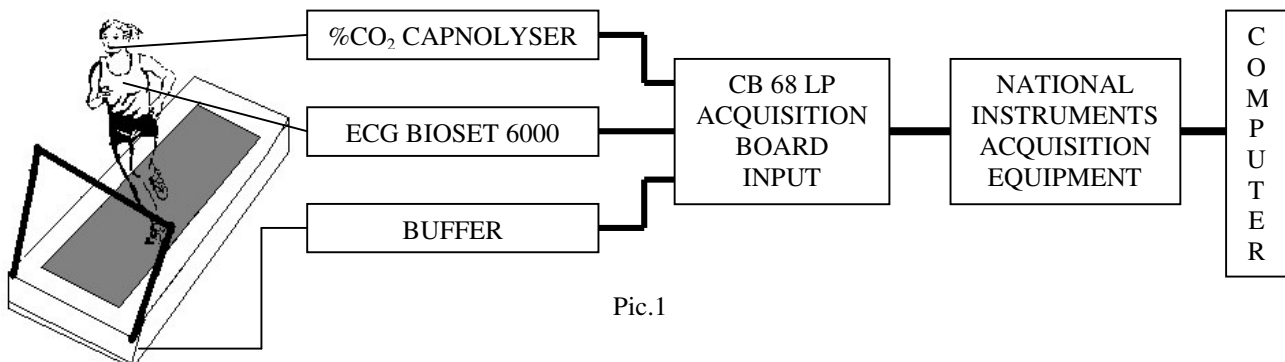 %CO₂ CAPNOLYSER
ECG BIOSET 6000
BUFFER
CB 68 LP
ACQUISITION
BOARD
INPUT
NATIONAL
INSTRUMENTS
ACQUISITION
EQUIPMENT
C
O
M
P
U
T
E
R
Pic.1